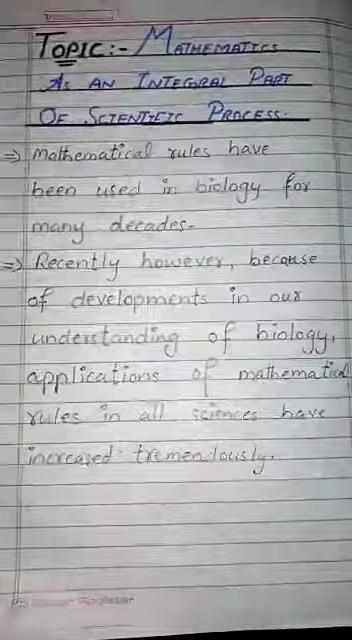 TOPIC:- MATHEMATICS
AS AN INTEGRAL PART
OF SCIENTIFIC PROCESS.
⇒ Mathematical rules have
been used in biology for
many decades.
⇒ Recently however, because
of developments in our
understanding of biology,
applications of mathematical
rules in all sciences have
increased tremendously.
Register